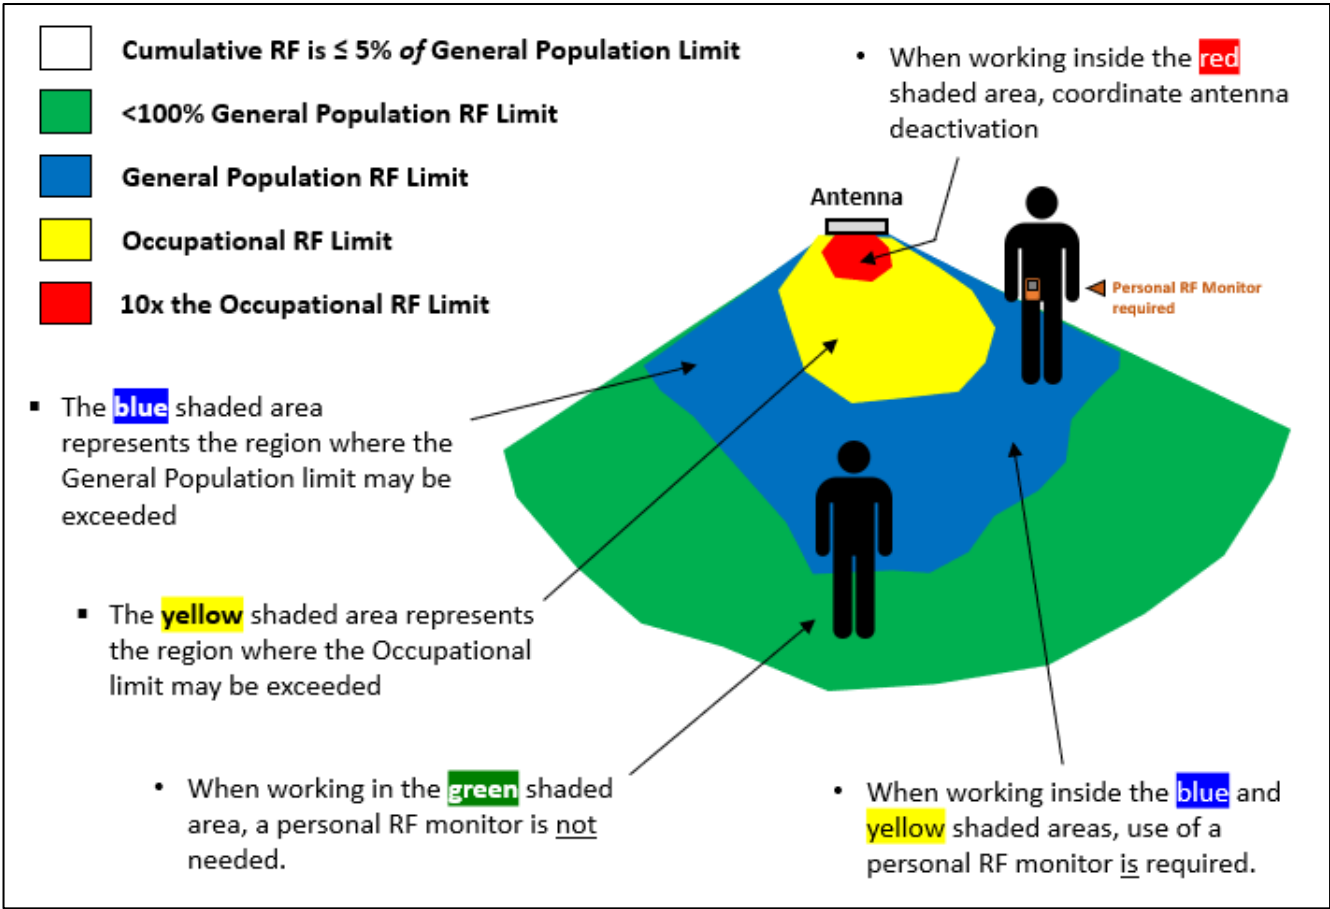 Cumulative RF is ≤ 5% of General Population Limit
<100% General Population RF Limit
General Population RF Limit
Occupational RF Limit
10x the Occupational RF Limit
• When working inside the red
shaded area, coordinate antenna
deactivation
Antenna
Personal RF Monitor
required
▪ The blue shaded area
represents the region where the
General Population limit may be
exceeded
▪ The yellow shaded area represents
the region where the Occupational
limit may be exceeded
• When working in the green shaded
area, a personal RF monitor is not
needed.
• When working inside the blue and
yellow shaded areas, use of a
personal RF monitor is required.